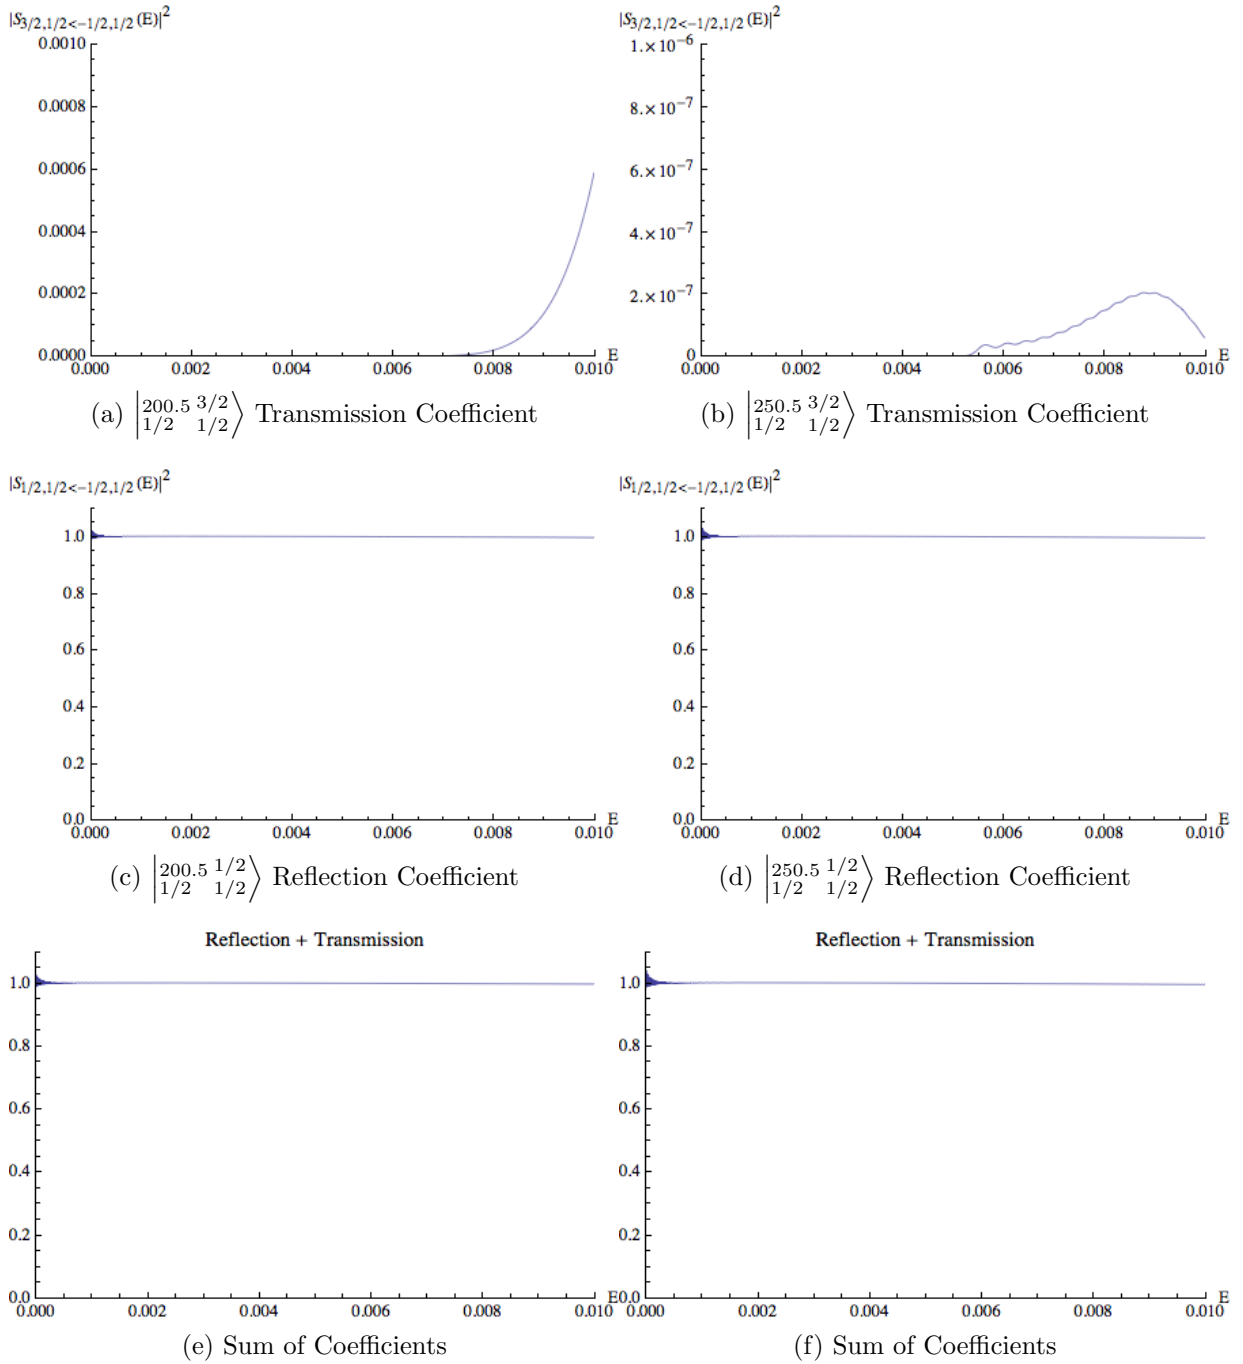 |S3/2,1/2<-1/2,1/2(E)|²
0.0010
0.0008
0.0006
0.0004
0.0002
0.0000
0.000 0.002 0.004 0.006 0.008 0.010 E
(a) |200.5 3/2 1/2 1/2⟩ Transmission Coefficient
|S3/2,1/2<-1/2,1/2(E)|²
1.×10⁻⁶
8.×10⁻⁷
6.×10⁻⁷
4.×10⁻⁷
2.×10⁻⁷
0
0.000 0.002 0.004 0.006 0.008 0.010 E
(b) |250.5 3/2 1/2 1/2⟩ Transmission Coefficient
|S1/2,1/2<-1/2,1/2(E)|²
1.0
0.8
0.6
0.4
0.2
0.0
0.000 0.002 0.004 0.006 0.008 0.010 E
(c) |200.5 1/2 1/2 1/2⟩ Reflection Coefficient
|S1/2,1/2<-1/2,1/2(E)|²
1.0
0.8
0.6
0.4
0.2
0.0
0.000 0.002 0.004 0.006 0.008 0.010 E
(d) |250.5 1/2 1/2 1/2⟩ Reflection Coefficient
Reflection + Transmission
1.0
0.8
0.6
0.4
0.2
0.0
0.000 0.002 0.004 0.006 0.008 0.010 E
(e) Sum of Coefficients
Reflection + Transmission
1.0
0.8
0.6
0.4
0.2
0.0
0.000 0.002 0.004 0.006 0.008 0.010 E
(f) Sum of Coefficients